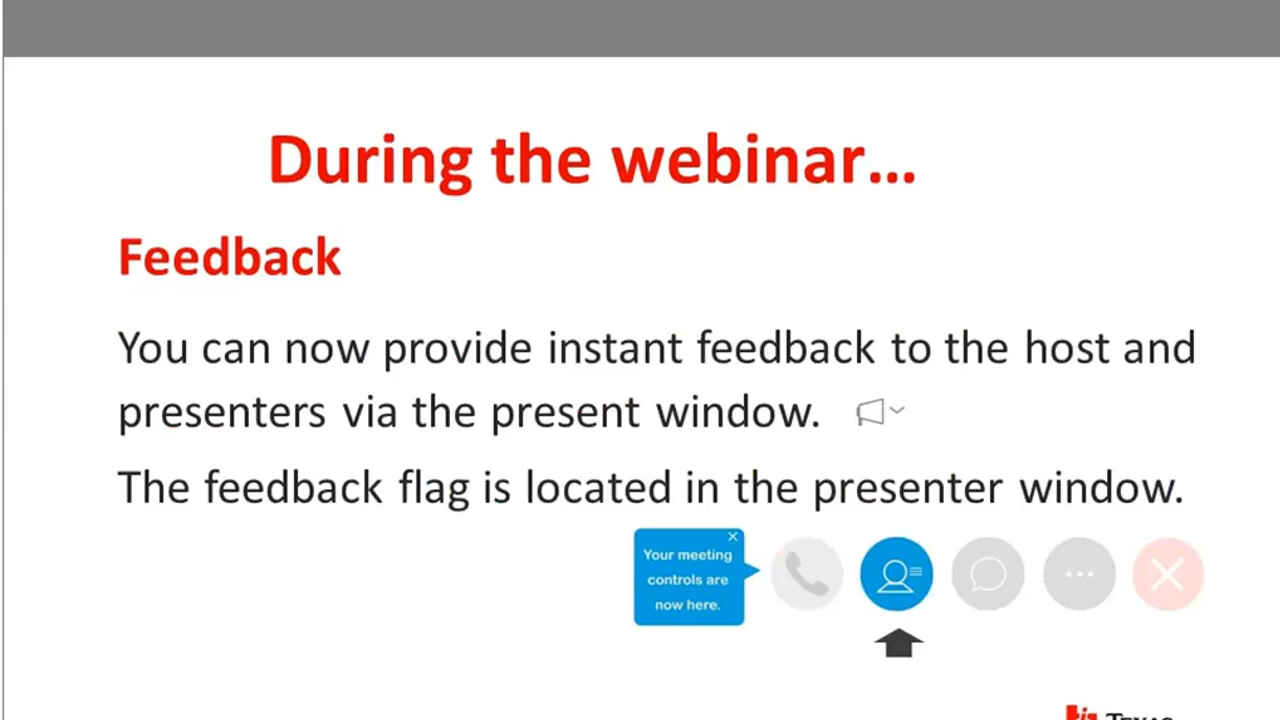 During the webinar...
Feedback
You can now provide instant feedback to the host and
presenters via the present window.
The feedback flag is located in the presenter window.
Your meeting
controls are
now here.
TEXAS